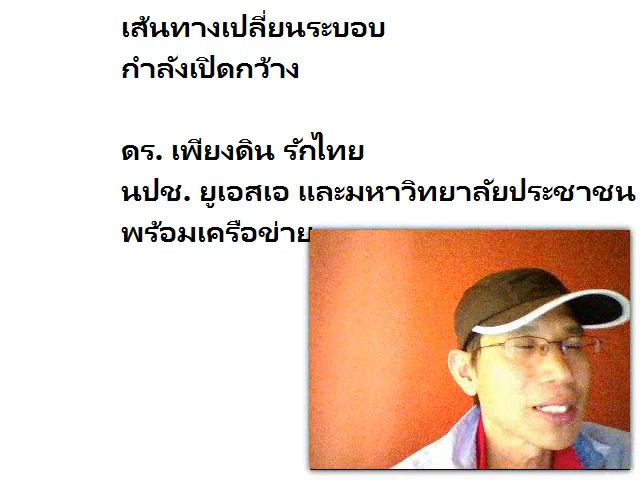 เส้นทางเปลี่ยนระบอบ
กำลังเปิดกว้าง
ดร. เพียงดิน รักไทย
นปช. ยูเอสเอ และมหาวิทยาลัยประชาชน
พร้อมเครือข่าย